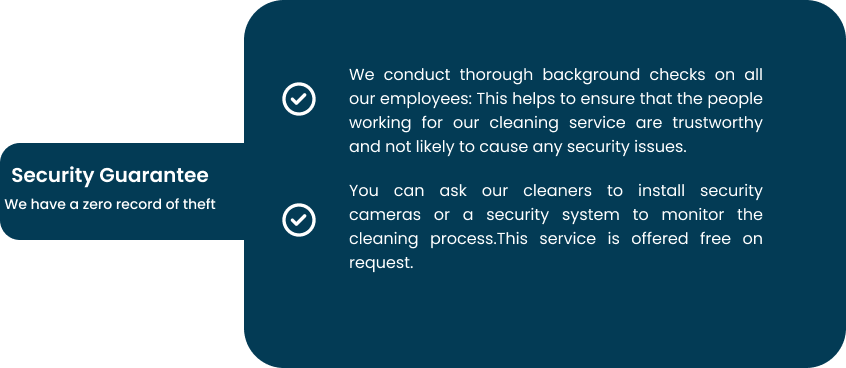 Security Guarantee
We have a zero record of theft
We conduct thorough background checks on all
our employees: This helps to ensure that the people
working for our cleaning service are trustworthy
and not likely to cause any security issues.
You can ask our cleaners to install security
cameras or a security system to monitor the
cleaning process.This service is offered free on
request.